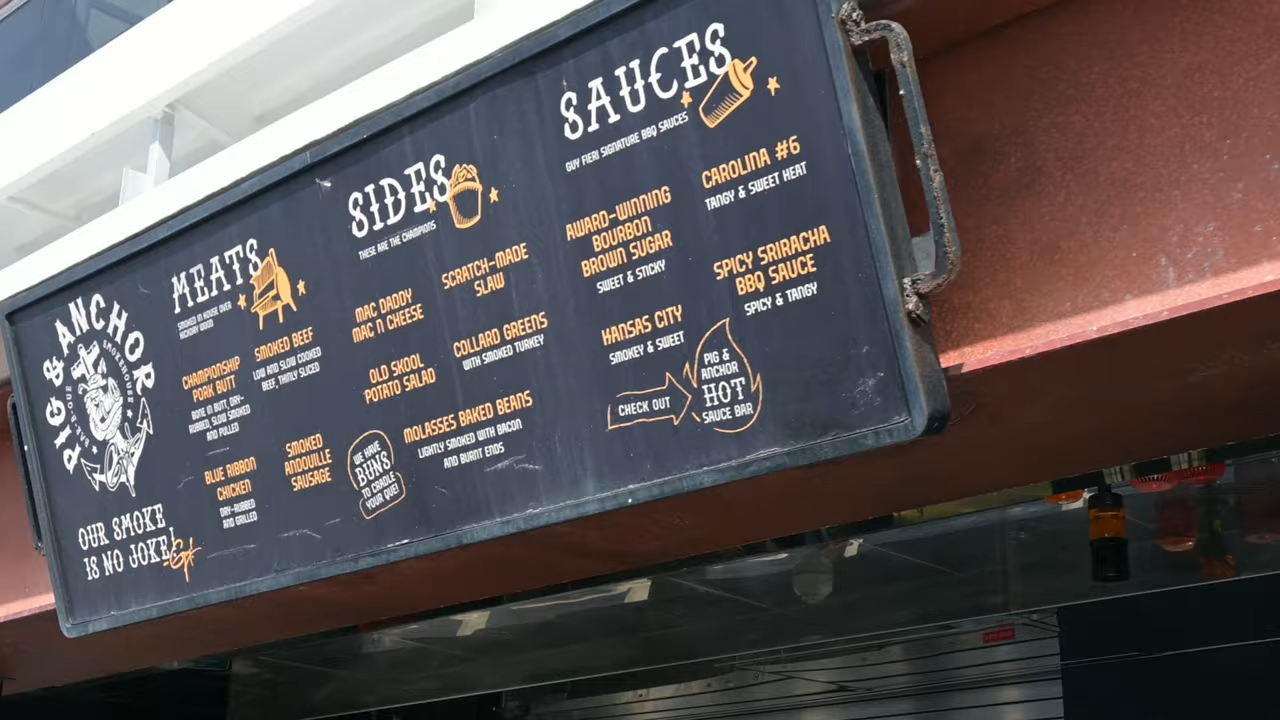 PIG & ANCHOR
SMOKEHOUSE
BAR-B-QUE
OUR SMOKE
IS NO JOKE!
MEATS
SMOKED IN HOUSE OVER
HICKORY WOOD
CHAMPIONSHIP
PORK BUTT
BONE IN BUTT, DRY-
RUBBED, SLOW SMOKED
AND PULLED
SMOKED BEEF
LOW AND SLOW COOKED
BEEF, THINLY SLICED
BLUE RIBBON
CHICKEN
DRY-RUBBED
AND GRILLED
SMOKED
ANDOUILLE
SAUSAGE
SIDES
THESE ARE THE CHAMPIONS
MAC DADDY
MAC N CHEESE
SCRATCH-MADE
SLAW
OLD SKOOL
POTATO SALAD
COLLARD GREENS
WITH SMOKED TURKEY
MOLASSES BAKED BEANS
LIGHTLY SMOKED WITH BACON
AND BURNT ENDS
WE HAVE
BUNS
TO CRADLE
YOUR QUE!
SAUCES
GUY FIERI SIGNATURE BBQ SAUCES
AWARD-WINNING
BOURBON
BROWN SUGAR
SWEET & STICKY
CAROLINA #6
TANGY & SWEET HEAT
KANSAS CITY
SMOKEY & SWEET
SPICY SRIRACHA
BBQ SAUCE
SPICY & TANGY
CHECK OUT
PIG &
ANCHOR
HOT
SAUCE BAR